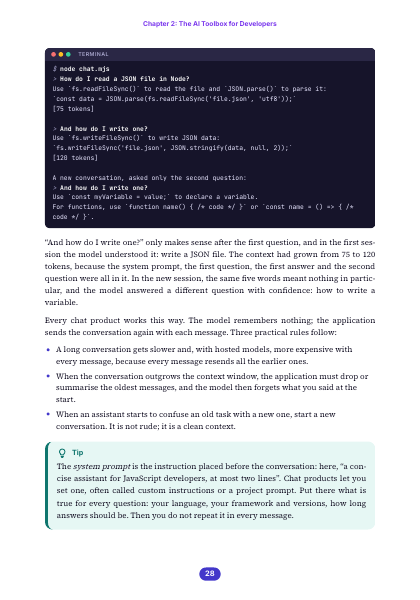 Chapter 2: The AI Toolbox for Developers
TERMINAL
$ node chat.mjs
> How do I read a JSON file in Node?
Use `fs.readFileSync()` to read the file and `JSON.parse()` to parse it:
`const data = JSON.parse(fs.readFileSync('file.json', 'utf8'));`
[75 tokens]
> And how do I write one?
Use `fs.writeFileSync()` to write JSON data:
`fs.writeFileSync('file.json', JSON.stringify(data, null, 2));`
[120 tokens]
A new conversation, asked only the second question:
> And how do I write one?
Use `const myVariable = value;` to declare a variable.
For functions, use `function name() { /* code */ }` or `const name = () => { /*
code */ }`.
“And how do I write one?” only makes sense after the first question, and in the first ses-
sion the model understood it: write a JSON file. The context had grown from 75 to 120
tokens, because the system prompt, the first question, the first answer and the second
question were all in it. In the new session, the same five words meant nothing in partic-
ular, and the model answered a different question with confidence: how to write a
variable.
Every chat product works this way. The model remembers nothing; the application
sends the conversation again with each message. Three practical rules follow:
• A long conversation gets slower and, with hosted models, more expensive with
every message, because every message resends all the earlier ones.
• When the conversation outgrows the context window, the application must drop or
summarise the oldest messages, and the model then forgets what you said at the
start.
• When an assistant starts to confuse an old task with a new one, start a new
conversation. It is not rude; it is a clean context.
Tip
The system prompt is the instruction placed before the conversation: here, “a con-
cise assistant for JavaScript developers, at most two lines”. Chat products let you
set one, often called custom instructions or a project prompt. Put there what is
true for every question: your language, your framework and versions, how long
answers should be. Then you do not repeat it in every message.
28